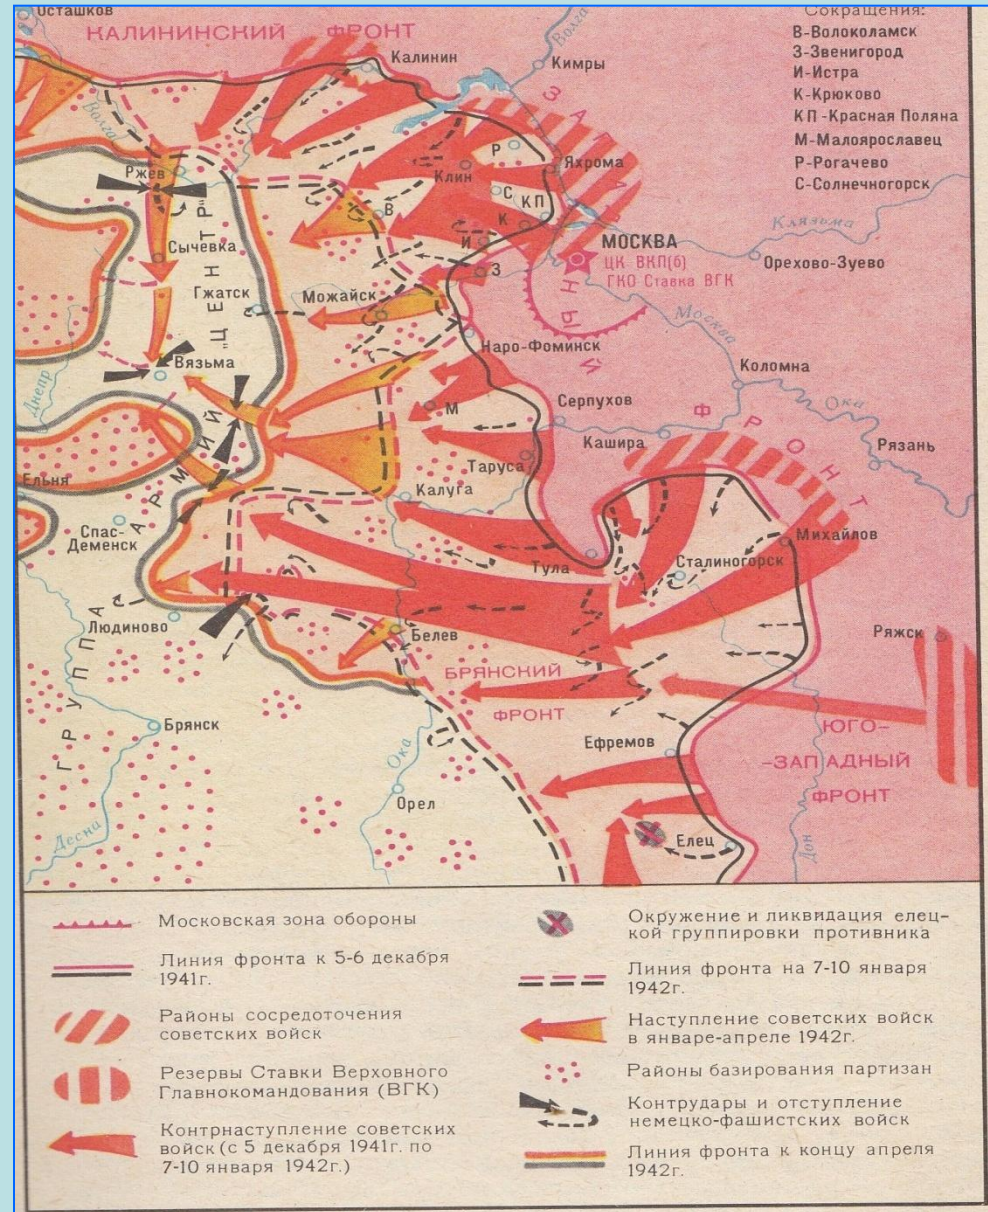 Осташков
КАЛИНИНСКИЙ ФРОНТ
Калинин
Волга
Кимры
Сокращения:
В-Волоколамск
З-Звенигород
И-Истра
К-Крюково
КП-Красная Поляна
М-Малоярославец
Р-Рогачево
С-Солнечногорск
Волга
Ржев
Клин
Р
Яхрома
С
КП
В
К
И
З
Клязьма
Сычевка
МОСКВА
ЦК ВКП(б)
ГКО Ставка ВГК
Орехово-Зуево
Гжатск
Можайск
Москва
Наро-Фоминск
Вязьма
Коломна
Днепр
М
Серпухов
Ока
Кашира
Рязань
ЗАПАДНЫЙ ФРОНТ
Таруса
Ельня
Калуга
Спас-
Деменск
Михайлов
Тула
Сталиногорск
Людиново
Белев
Ряжск
БРЯНСКИЙ
ФРОНТ
ГРУППА АРМИЙ "ЦЕНТР"
Брянск
ЮГО-
-ЗАПАДНЫЙ
ФРОНТ
Ефремов
Ока
Орел
Десна
Елец
Дон
Московская зона обороны
Линия фронта к 5-6 декабря
1941г.
Районы сосредоточения
советских войск
Резервы Ставки Верховного
Главнокомандования (ВГК)
Контрнаступление советских
войск (с 5 декабря 1941г. по
7-10 января 1942г.)
Окружение и ликвидация елец-
кой группировки противника
Линия фронта на 7-10 января
1942г.
Наступление советских войск
в январе-апреле 1942г.
Районы базирования партизан
Контрудары и отступление
немецко-фашистских войск
Линия фронта к концу апреля
1942г.